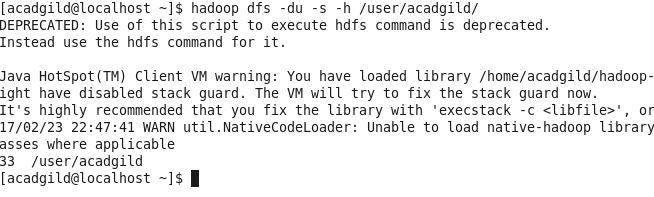 [acadgild@localhost ~]$ hadoop dfs -du -s -h /user/acadgild/
DEPRECATED: Use of this script to execute hdfs command is deprecated.
Instead use the hdfs command for it.
Java HotSpot(TM) Client VM warning: You have loaded library /home/acadgild/hadoop-
ight have disabled stack guard. The VM will try to fix the stack guard now.
It's highly recommended that you fix the library with 'execstack -c <libfile>', or
17/02/23 22:47:41 WARN util.NativeCodeLoader: Unable to load native-hadoop library
asses where applicable
33  /user/acadgild
[acadgild@localhost ~]$